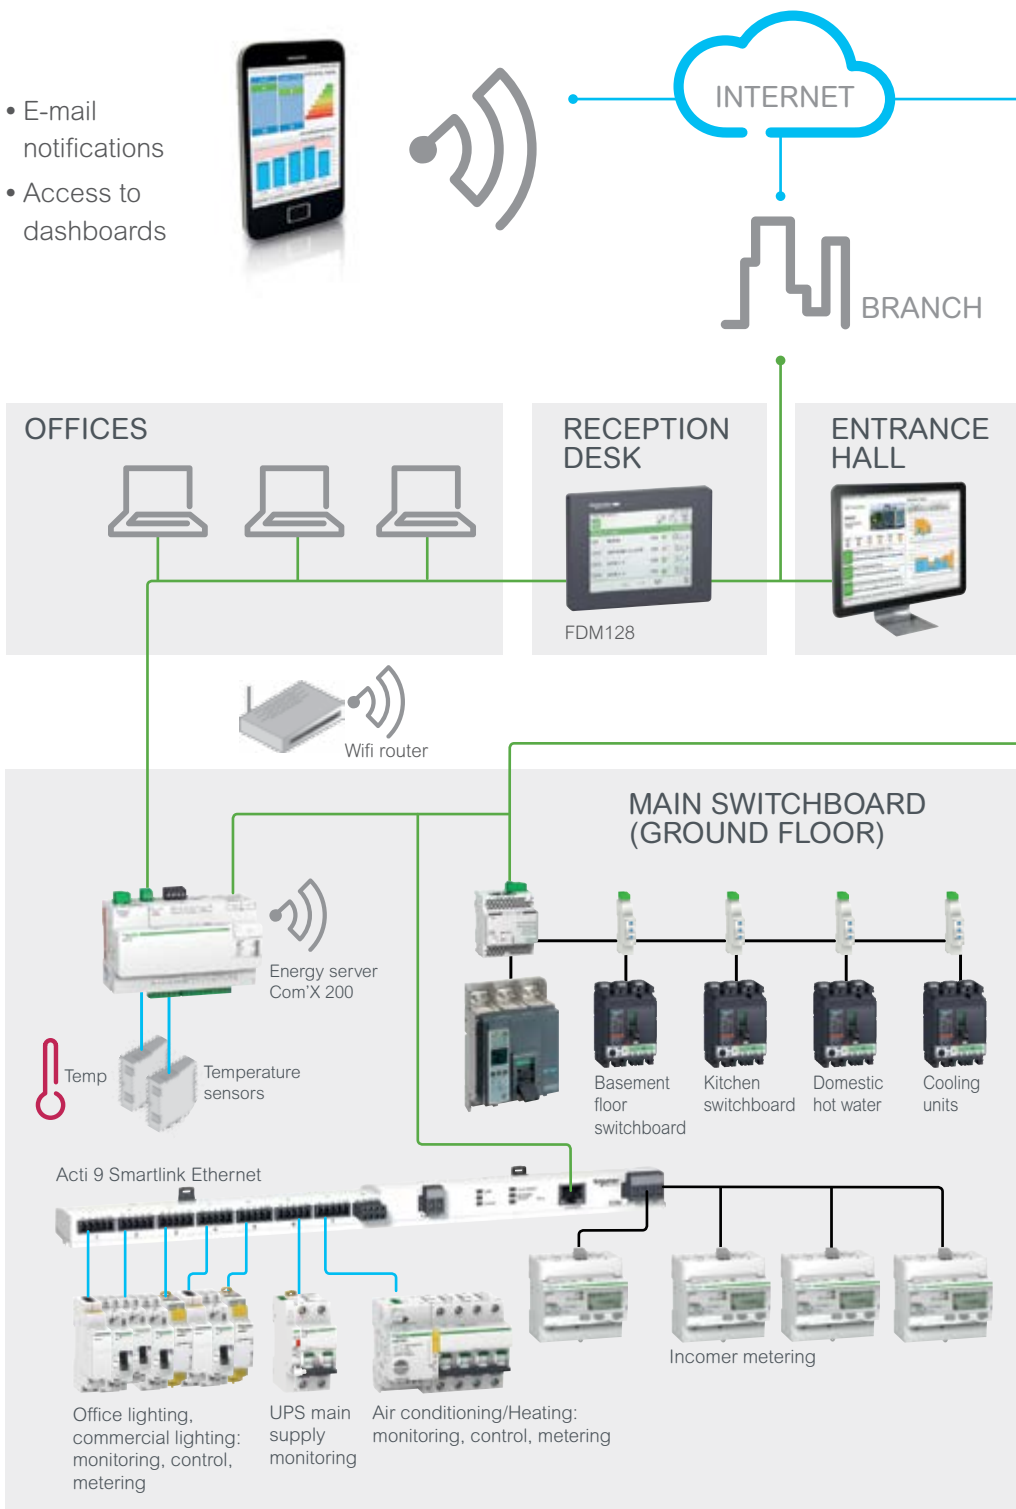 • E-mail
notifications
• Access to
dashboards
INTERNET
BRANCH
OFFICES
RECEPTION
DESK
ENTRANCE
HALL
FDM128
Wifi router
MAIN SWITCHBOARD
(GROUND FLOOR)
Energy server
Com'X 200
Temp
Temperature
sensors
Basement
floor
switchboard
Kitchen
switchboard
Domestic
hot water
Cooling
units
Acti 9 Smartlink Ethernet
Incomer metering
Office lighting,
commercial lighting:
monitoring, control,
metering
UPS main
supply
monitoring
Air conditioning/Heating:
monitoring, control, metering